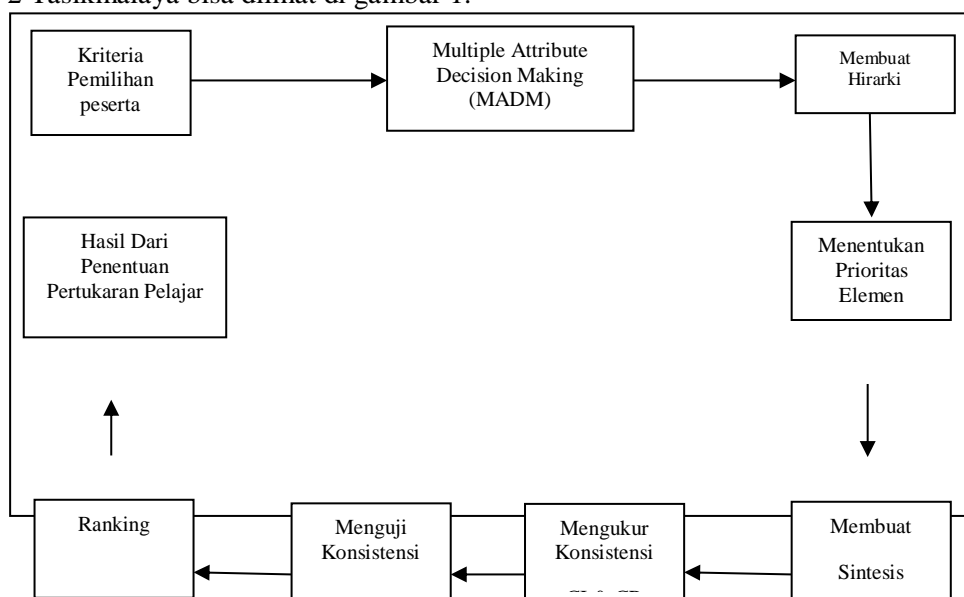 2 Tasikmalaya bisa dilihat di gambar 1.
Kriteria
Pemilihan
peserta
Multiple Attribute
Decision Making
(MADM)
Membuat
Hirarki
Menentukan
Prioritas
Elemen
Membuat
Sintesis
Mengukur
Konsistensi
Menguji
Konsistensi
Ranking
Hasil Dari
Penentuan
Pertukaran Pelajar